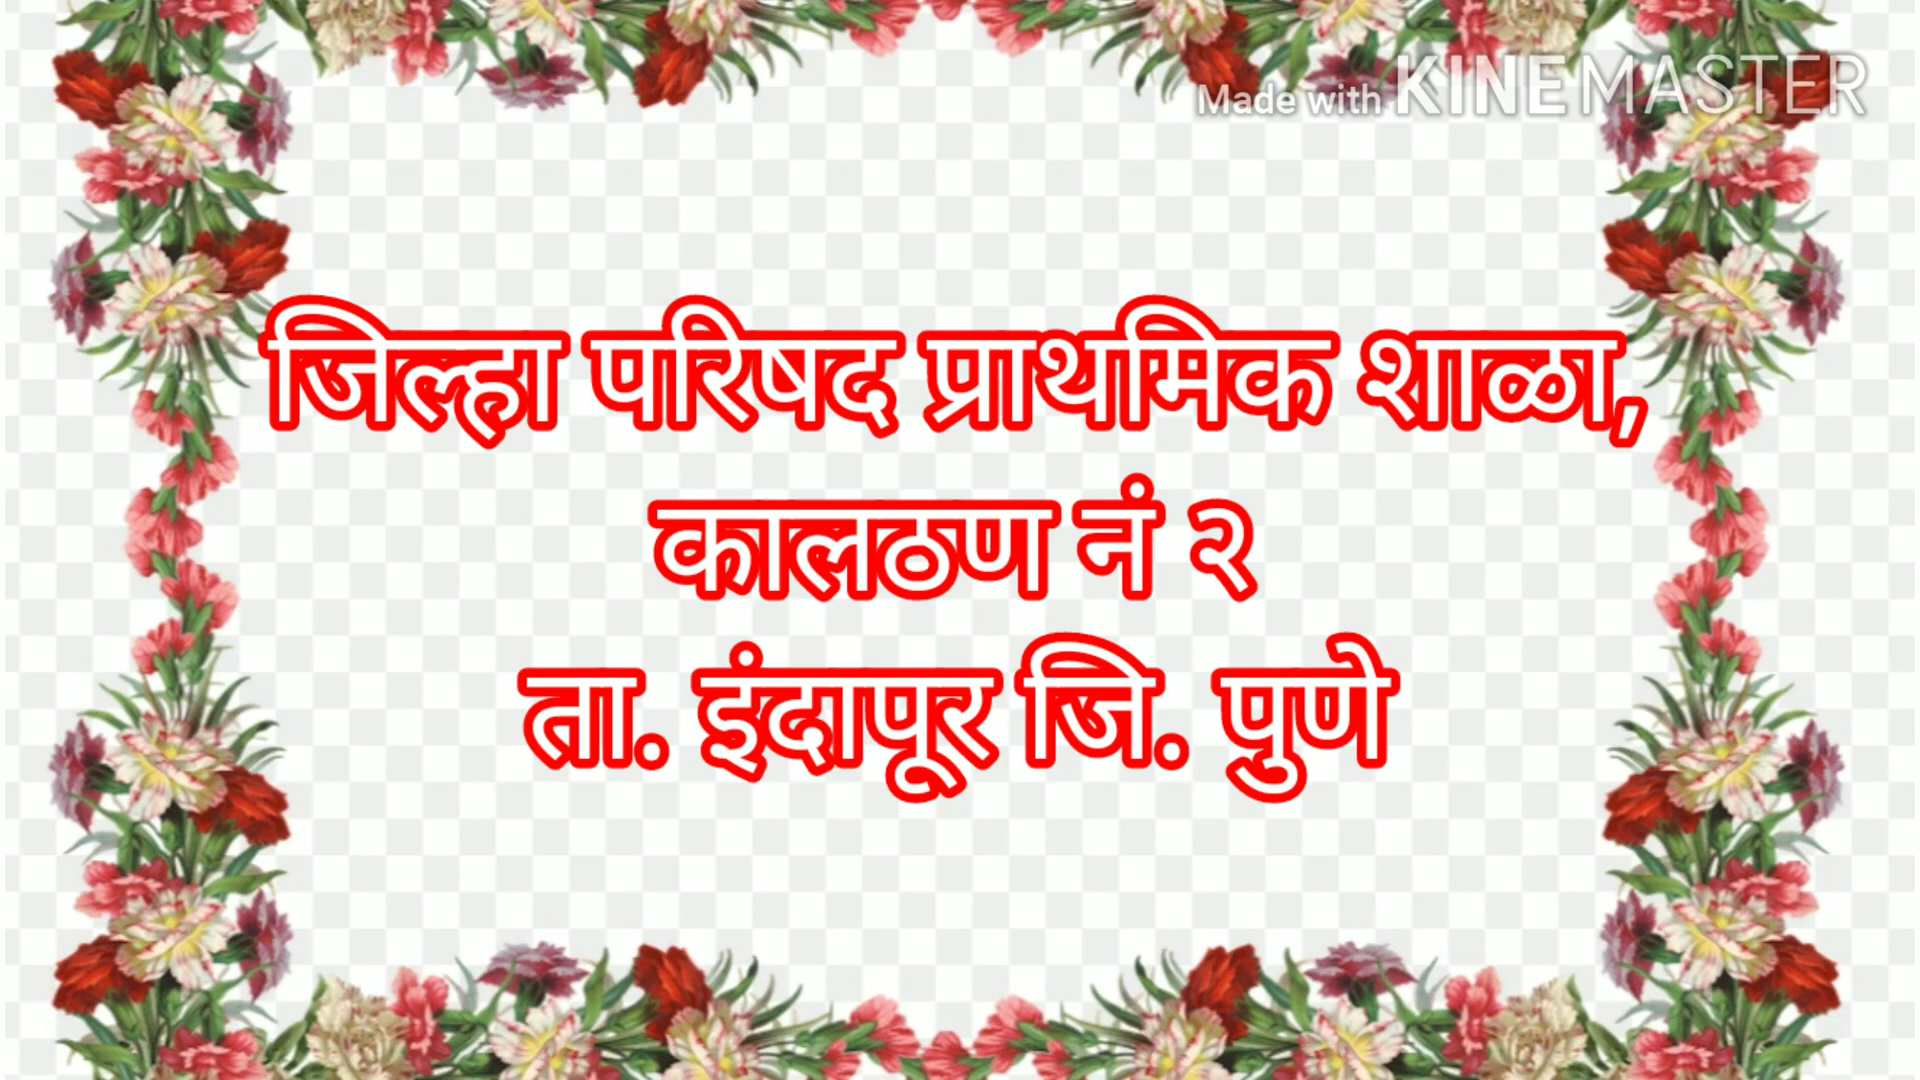 Made with KINEMASTER
जिल्हा परिषद प्राथमिक शाळा,
कालठण नं २
ता. इंदापूर जि. पुणे